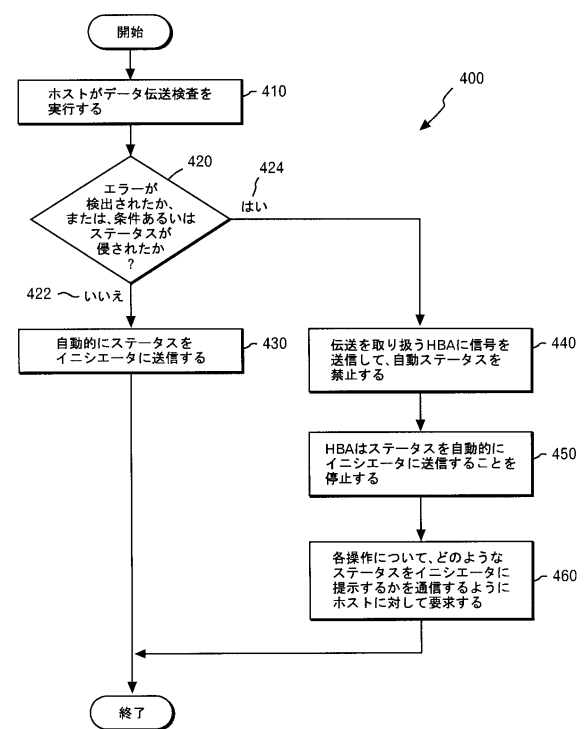 開始
ホストがデータ伝送検査を
実行する
410
400
420
エラーが
検出されたか、
または、条件あるいは
ステータスが
侵されたか
?
424
はい
422
いいえ
自動的にステータスを
イニシエータに送信する
430
伝送を取り扱うHBAに信号を
送信して、自動ステータスを
禁止する
440
HBAはステータスを自動的に
イニシエータに送信することを
停止する
450
各操作について、どのような
ステータスをイニシエータに
提示するかを通信するように
ホストに対して要求する
460
終了